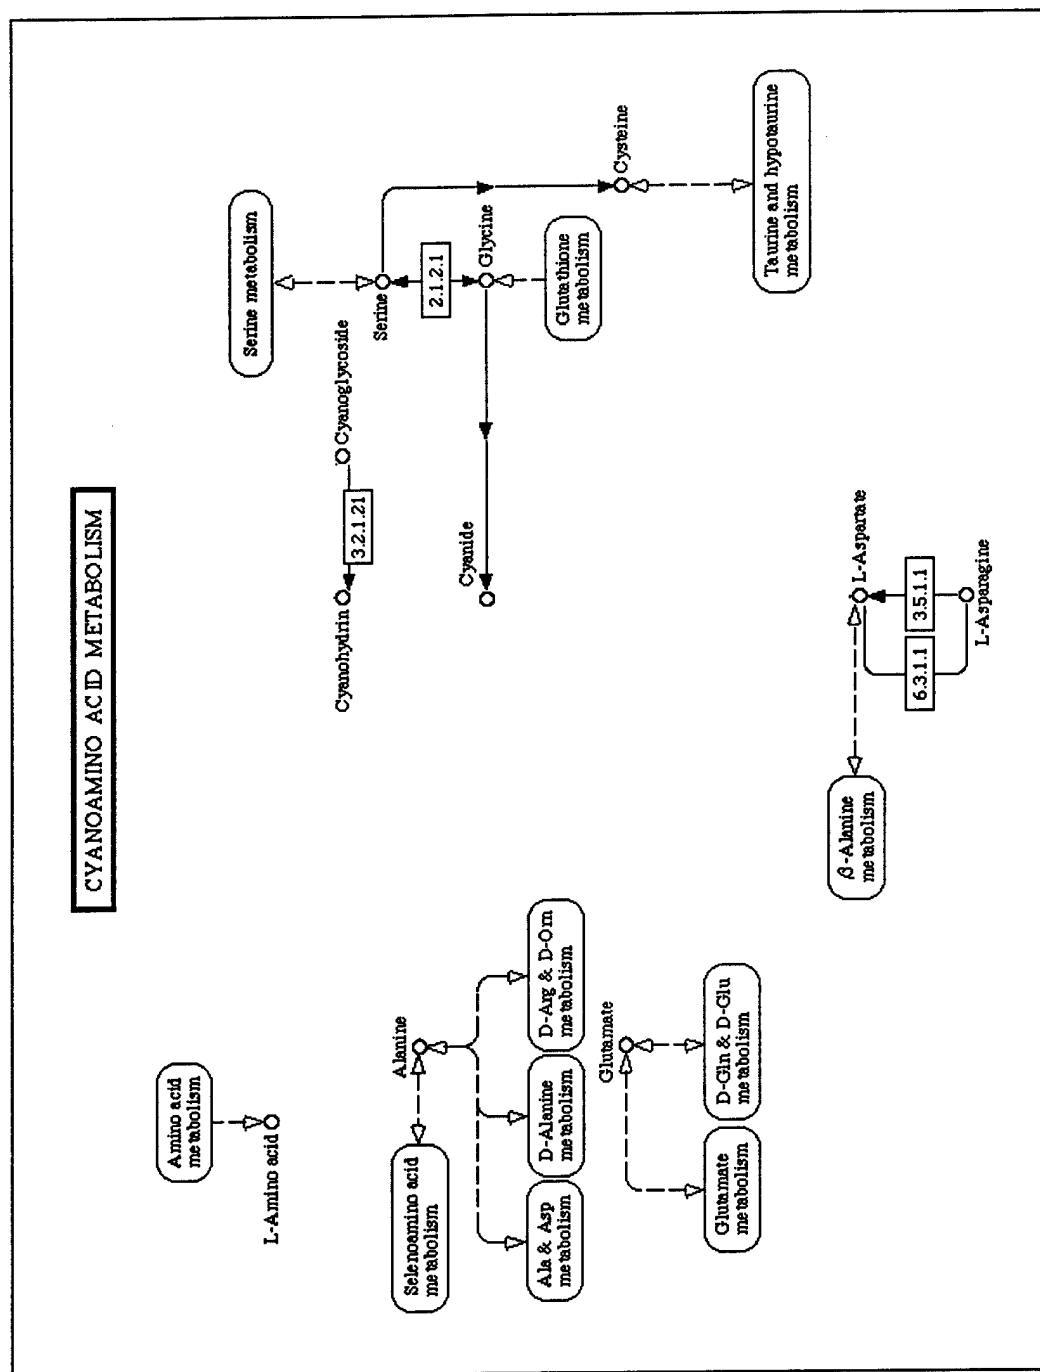 CYANOAMINO ACID METABOLISM
Amino acid
metabolism
L-Amino acid
Cyanohydrin
3.2.1.21
Cyanoglycoside
Serine metabolism
Serine
2.1.2.1
Glycine
Cysteine
Glutathione
metabolism
Taurine and hypotaurine
metabolism
Cyanide
Selenoamino acid
metabolism
Alanine
Ala & Asp
metabolism
D-Alanine
metabolism
D-Arg & D-Orn
metabolism
Glutamate
Glutamate
metabolism
D-Gln & D-Glu
metabolism
β-Alanine
metabolism
L-Aspartate
6.3.1.1
3.5.1.1
L-Asparagine